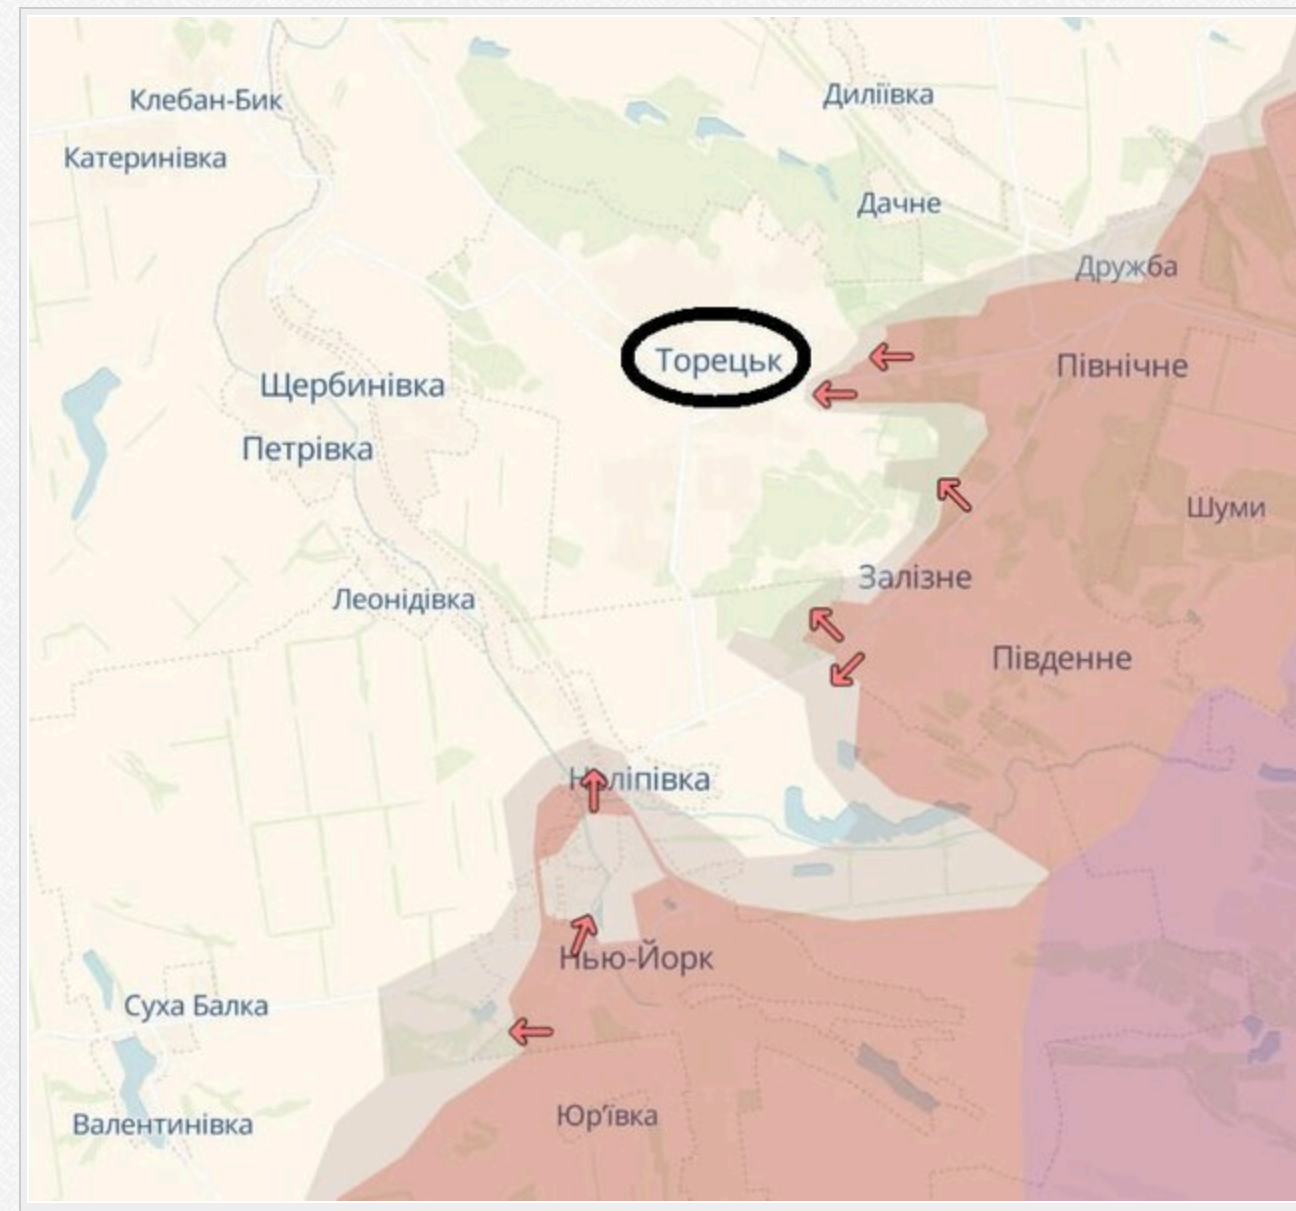 Клебан-Бик
Диліївка
Катеринівка
Дачне
Дружба
Торецьк
Північне
Щербинівка
Петрівка
Шуми
Залізне
Леонідівка
Південне
Неліпівка
Нью-Йорк
Суха Балка
Юр'ївка
Валентинівка